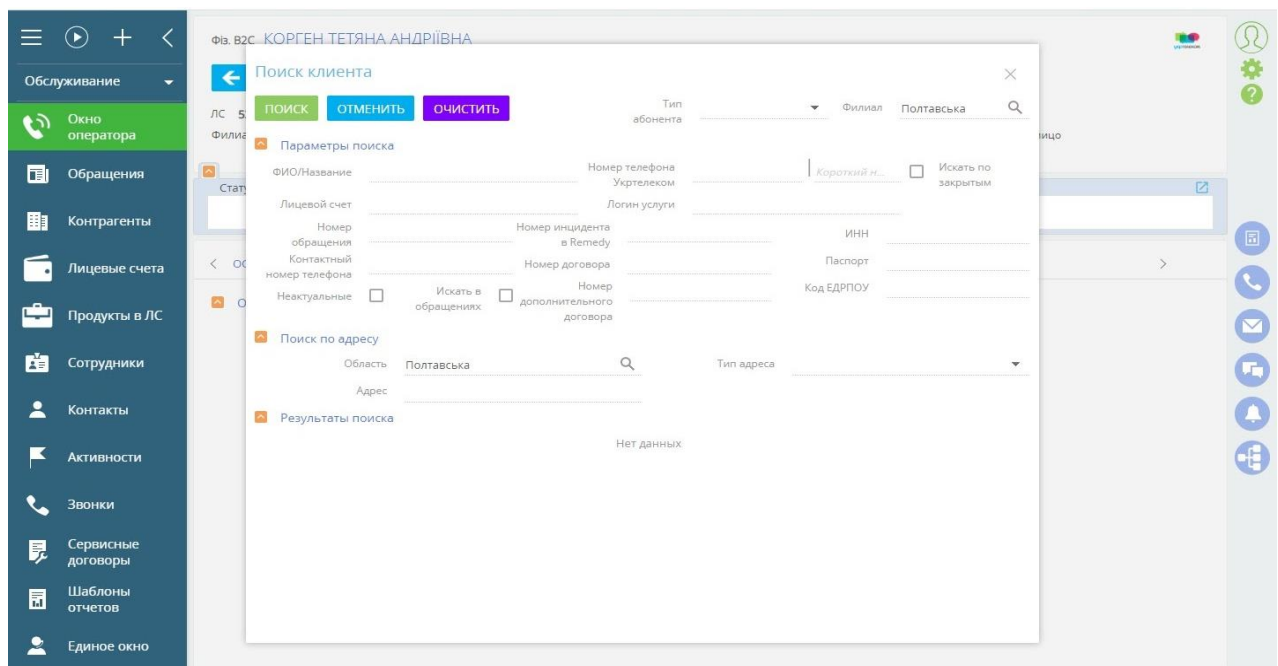 Фіз. B2C КОРГЕН ТЕТЯНА АНДРІЇВНА
Обслуживание
Окно
оператора
Обращения
Контрагенты
Лицевые счета
Продукты в ЛС
Сотрудники
Контакты
Активности
Звонки
Сервисные
договоры
Шаблоны
отчетов
Единое окно
ЛС 5
Поиск клиента
ПОИСК ОТМЕНИТЬ ОЧИСТИТЬ
Тип
абонента
Филиал Полтавська
Параметры поиска
ФИО/Название
Номер телефона
Укртелеком
Короткий н...
Искать по
закрытым
Лицевой счет
Логин услуги
Номер
обращения
Номер инцидента
в Remedy
ИНН
Контактный
номер телефона
Номер договора
Паспорт
Неактуальные
Искать в
обращениях
Номер
дополнительного
договора
Код ЕДРПОУ
Поиск по адресу
Область Полтавська
Тип адреса
Адрес
Результаты поиска
Нет данных